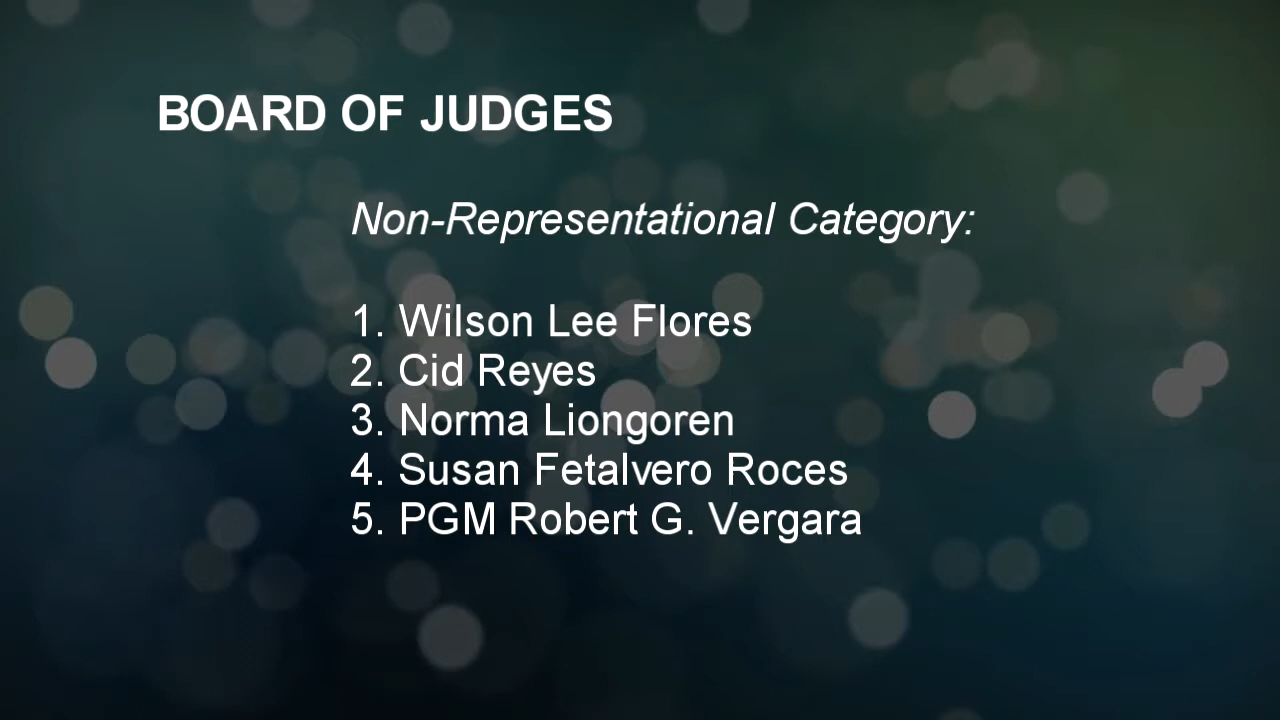 BOARD OF JUDGES
Non-Representational Category:
1. Wilson Lee Flores
2. Cid Reyes
3. Norma Liongoren
4. Susan Fetalvero Roces
5. PGM Robert G. Vergara